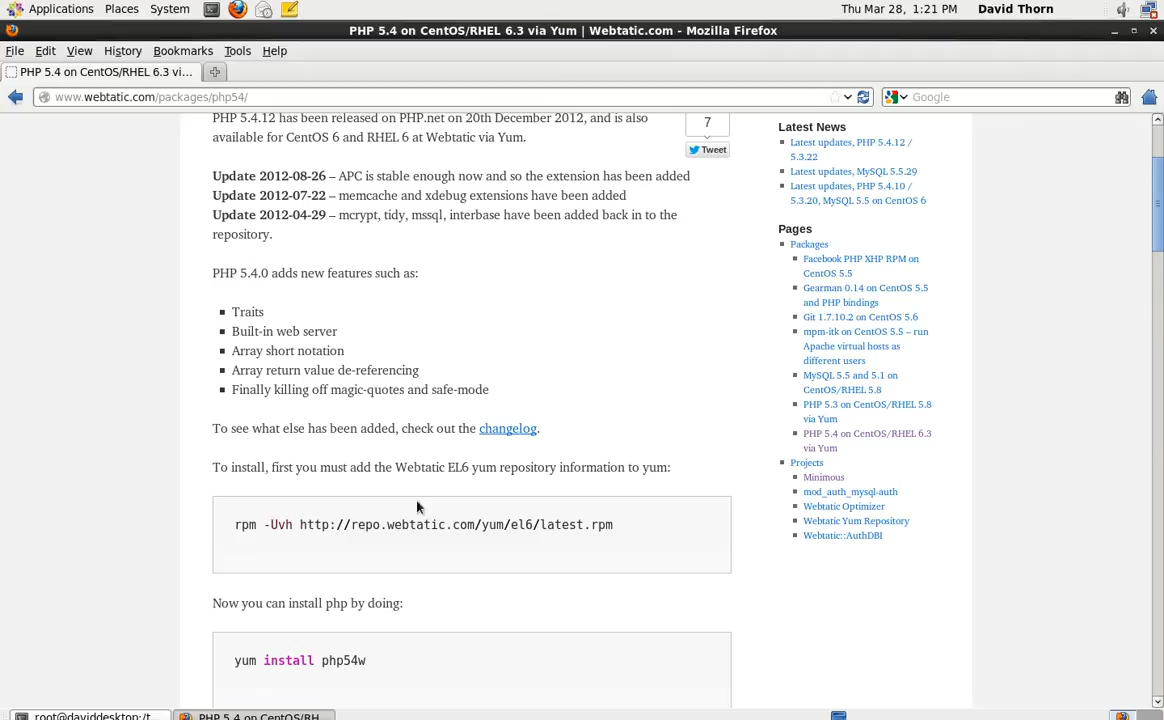 Applications Places System Thu Mar 28, 1:21 PM David Thorn
PHP 5.4 on CentOS/RHEL 6.3 via Yum | Webtatic.com - Mozilla Firefox
File Edit View History Bookmarks Tools Help
PHP 5.4 on CentOS/RHEL 6.3 vi...
www.webtatic.com/packages/php54/
Google
PHP 5.4.12 has been released on PHP.net on 20th December 2012, and is also
available for CentOS 6 and RHEL 6 at Webtatic via Yum.
7
Tweet
Update 2012-08-26 – APC is stable enough now and so the extension has been added
Update 2012-07-22 – memcache and xdebug extensions have been added
Update 2012-04-29 – mcrypt, tidy, mssql, interbase have been added back in to the
repository.
PHP 5.4.0 adds new features such as:
Traits
Built-in web server
Array short notation
Array return value de-referencing
Finally killing off magic-quotes and safe-mode
To see what else has been added, check out the changelog.
To install, first you must add the Webtatic EL6 yum repository information to yum:
rpm -Uvh http://repo.webtatic.com/yum/el6/latest.rpm
Now you can install php by doing:
yum install php54w
Latest News
Latest updates, PHP 5.4.12 /
5.3.22
Latest updates, MySQL 5.5.29
Latest updates, PHP 5.4.10 /
5.3.20, MySQL 5.5 on CentOS 6
Pages
Packages
Facebook PHP XHP RPM on
CentOS 5.5
Gearman 0.14 on CentOS 5.5
and PHP bindings
Git 1.7.10.2 on CentOS 5.6
mpm-itk on CentOS 5.5 – run
Apache virtual hosts as
different users
MySQL 5.5 and 5.1 on
CentOS/RHEL 5.8
PHP 5.3 on CentOS/RHEL 5.8
via Yum
PHP 5.4 on CentOS/RHEL 6.3
via Yum
Projects
Minimous
mod_auth_mysql-auth
Webtatic Optimizer
Webtatic Yum Repository
Webtatic::AuthDBI
root@daviddesktop:/t... PHP 5.4 on CentOS/RH...